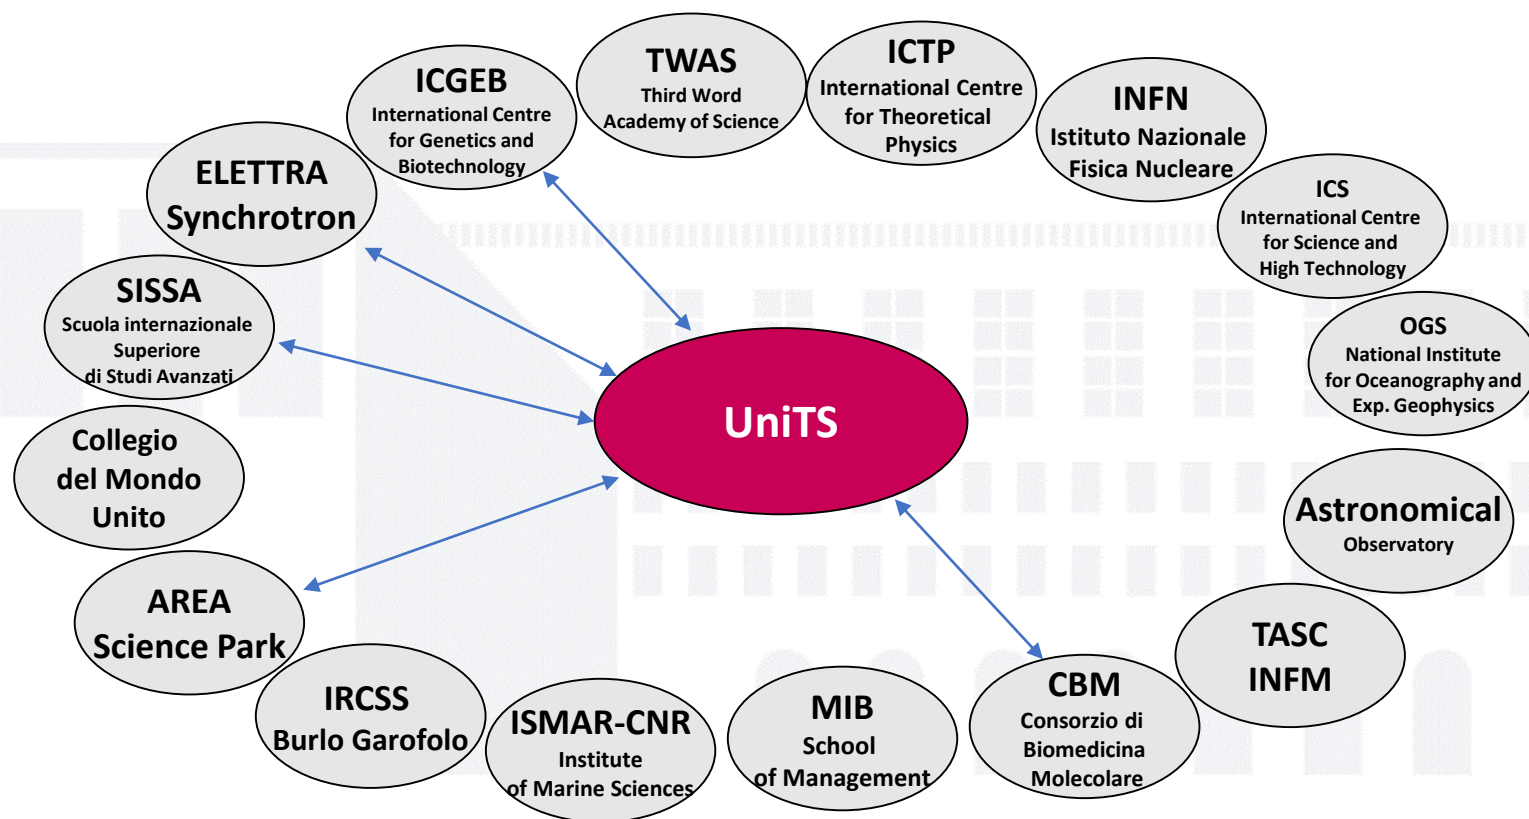 TWAS
Third Word
Academy of Science
ICTP
International Centre
for Theoretical
Physics
ICGEB
International Centre
for Genetics and
Biotechnology
INFN
Istituto Nazionale
Fisica Nucleare
ELETTRA
Synchrotron
ICS
International Centre
for Science and
High Technology
SISSA
Scuola internazionale
Superiore
di Studi Avanzati
OGS
National Institute
for Oceanography and
Exp. Geophysics
UniTS
Collegio
del Mondo
Unito
Astronomical
Observatory
AREA
Science Park
TASC
INFM
IRCSS
Burlo Garofolo
ISMAR-CNR
Institute
of Marine Sciences
MIB
School
of Management
CBM
Consorzio di
Biomedicina
Molecolare